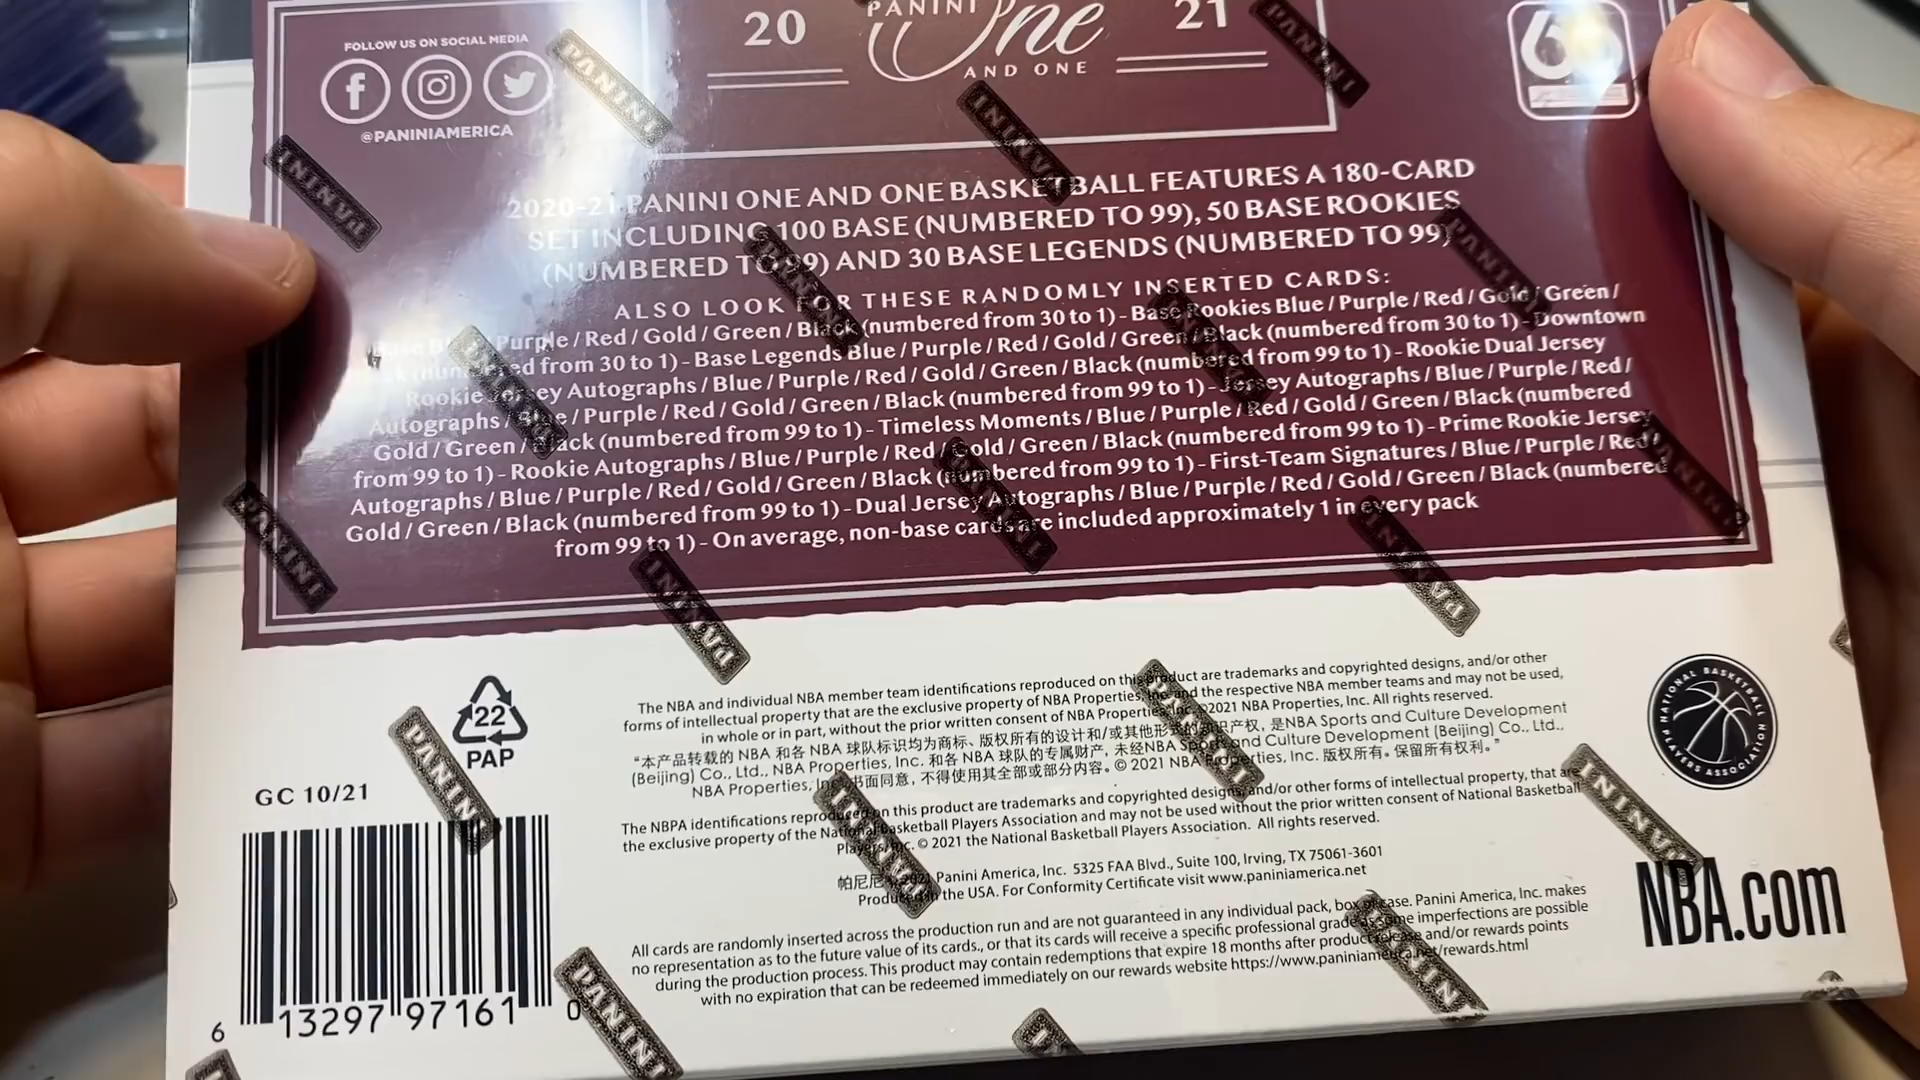 FOLLOW US ON SOCIAL MEDIA
@PANINIAMERICA
20 PANINI One 21
AND ONE
2020-21 PANINI ONE AND ONE BASKETBALL FEATURES A 180-CARD
SET INCLUDING 100 BASE (NUMBERED TO 99), 50 BASE ROOKIES
(NUMBERED TO 99) AND 30 BASE LEGENDS (NUMBERED TO 99)
ALSO LOOK FOR THESE RANDOMLY INSERTED CARDS:
Purple / Red / Gold / Green / Black (numbered from 30 to 1) - Base Rookies Blue / Purple / Red / Gold / Green /
from 30 to 1) - Base Legends Blue / Purple / Red / Gold / Green / Black (numbered from 30 to 1) - Downtown
Rookie Jersey Autographs / Blue / Purple / Red / Gold / Green / Black (numbered from 99 to 1) - Rookie Dual Jersey
Autographs / Blue / Purple / Red / Gold / Green / Black (numbered from 99 to 1) - Jersey Autographs / Blue / Purple / Red /
Gold / Green / Black (numbered from 99 to 1) - Timeless Moments / Blue / Purple / Red / Gold / Green / Black (numbered
from 99 to 1) - Rookie Autographs / Blue / Purple / Red / Gold / Green / Black (numbered from 99 to 1) - Prime Rookie Jersey
Autographs / Blue / Purple / Red / Gold / Green / Black (numbered from 99 to 1) - First-Team Signatures / Blue / Purple / Red /
Gold / Green / Black (numbered from 99 to 1) - Dual Jersey Autographs / Blue / Purple / Red / Gold / Green / Black (numbered
from 99 to 1) - On average, non-base cards are included approximately 1 in every pack
22
PAP
GC 10/21
6 13297 97161 0
The NBA and individual NBA member team identifications reproduced on this product are trademarks and copyrighted designs, and/or other
forms of intellectual property that are the exclusive property of NBA Properties, Inc. and the respective NBA member teams and may not be used,
in whole or in part, without the prior written consent of NBA Properties, Inc. ©2021 NBA Properties, Inc. All rights reserved.
“本产品转载的 NBA 和各 NBA 球队标识均为商标、版权所有的设计和/或其他形式的知识产权, 是NBA Sports and Culture Development
(Beijing) Co., Ltd., NBA Properties, Inc. 和各 NBA 球队的专属财产, 未经NBA Sports and Culture Development (Beijing) Co., Ltd.,
NBA Properties, Inc. 书面同意, 不得使用其全部或部分内容。© 2021 NBA Properties, Inc. 版权所有。保留所有权利。”
The NBPA identifications reproduced on this product are trademarks and copyrighted designs, and/or other forms of intellectual property, that are
the exclusive property of the National Basketball Players Association and may not be used without the prior written consent of National Basketball
Players, Inc. © 2021 the National Basketball Players Association. All rights reserved.
帕尼尼 © 2021 Panini America, Inc. 5325 FAA Blvd., Suite 100, Irving, TX 75061-3601
Produced in the USA. For Conformity Certificate visit www.paniniamerica.net
All cards are randomly inserted across the production run and are not guaranteed in any individual pack, box or case. Panini America, Inc. makes
no representation as to the future value of its cards., or that its cards will receive a specific professional grade as some imperfections are possible
during the production process. This product may contain redemptions that expire 18 months after product release and/or rewards points
with no expiration that can be redeemed immediately on our rewards website https://www.paniniamerica.net/rewards.html
NATIONAL BASKETBALL
PLAYERS ASSOCIATION
NBA.com